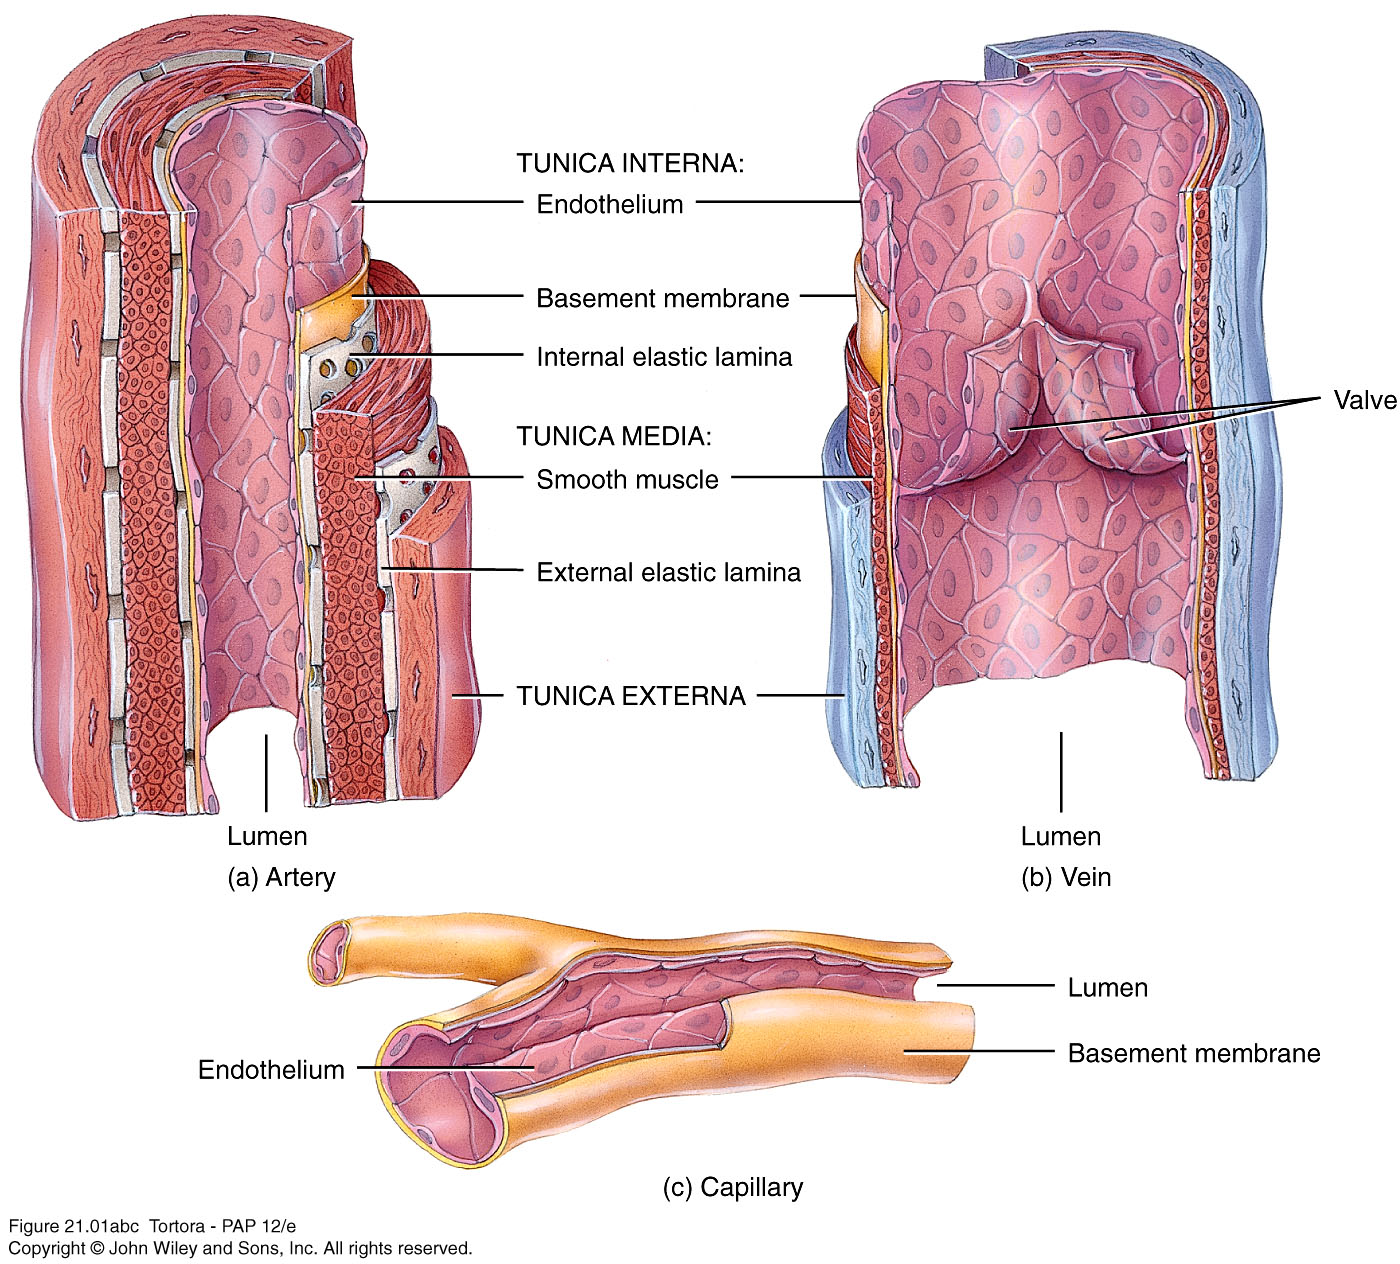 TUNICA INTERNA:
Endothelium
Basement membrane
Internal elastic lamina
Valve
TUNICA MEDIA:
Smooth muscle
External elastic lamina
TUNICA EXTERNA
Lumen
Lumen
(a) Artery
(b) Vein
Lumen
Basement membrane
Endothelium
(c) Capillary
Figure 21.01abc Tortora - PAP 12/e
Copyright © John Wiley and Sons, Inc. All rights reserved.